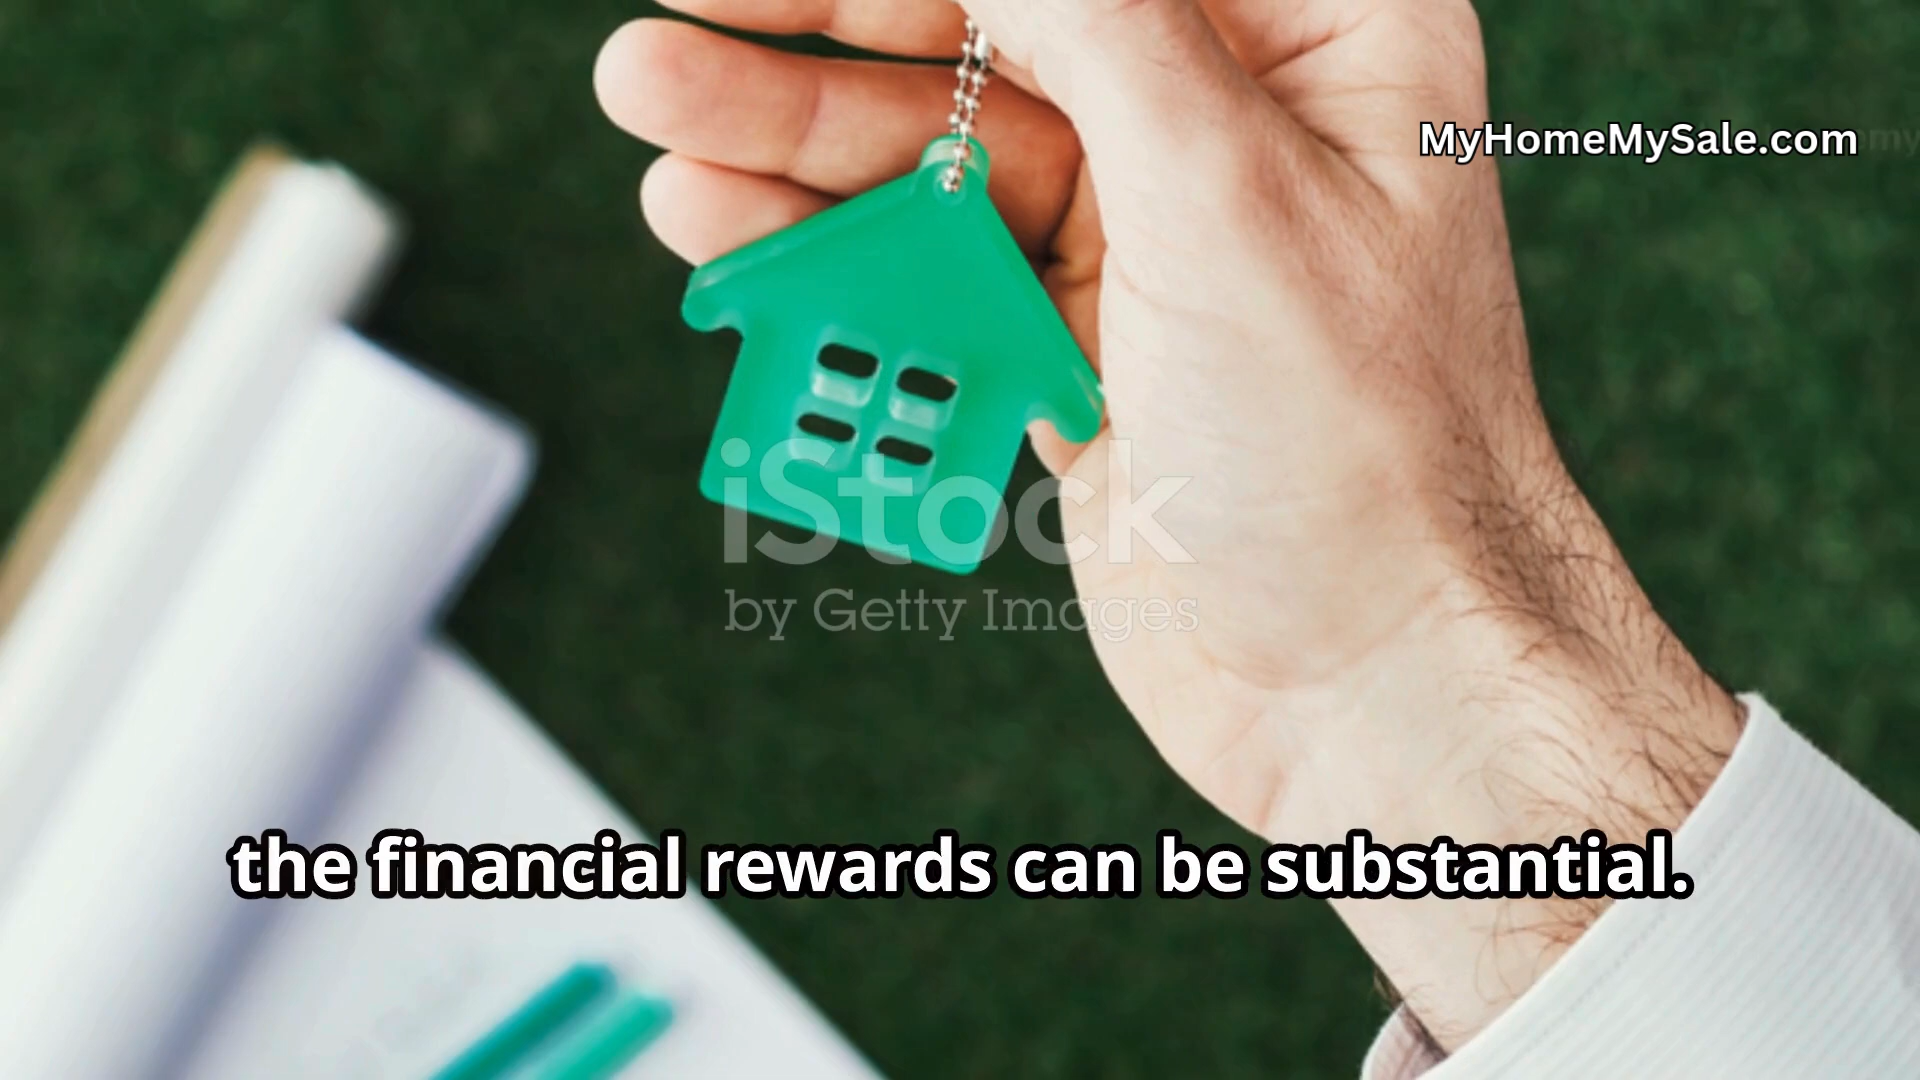 MyHomeMySale.com
iStock
by Getty Images
the financial rewards can be substantial.